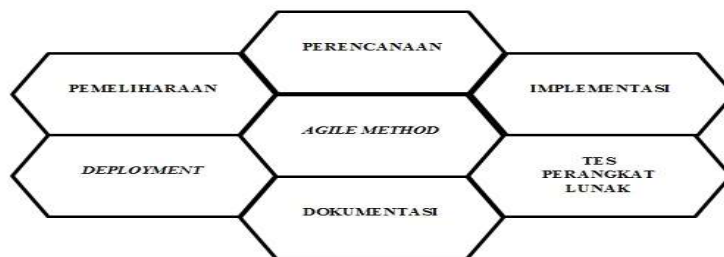 PERENCANAAN
PEMELIHARAAN
IMPLEMENTASI
AGILE METHOD
DEPLOYMENT
TES
PERANGKAT
LUNAK
DOKUMENTASI